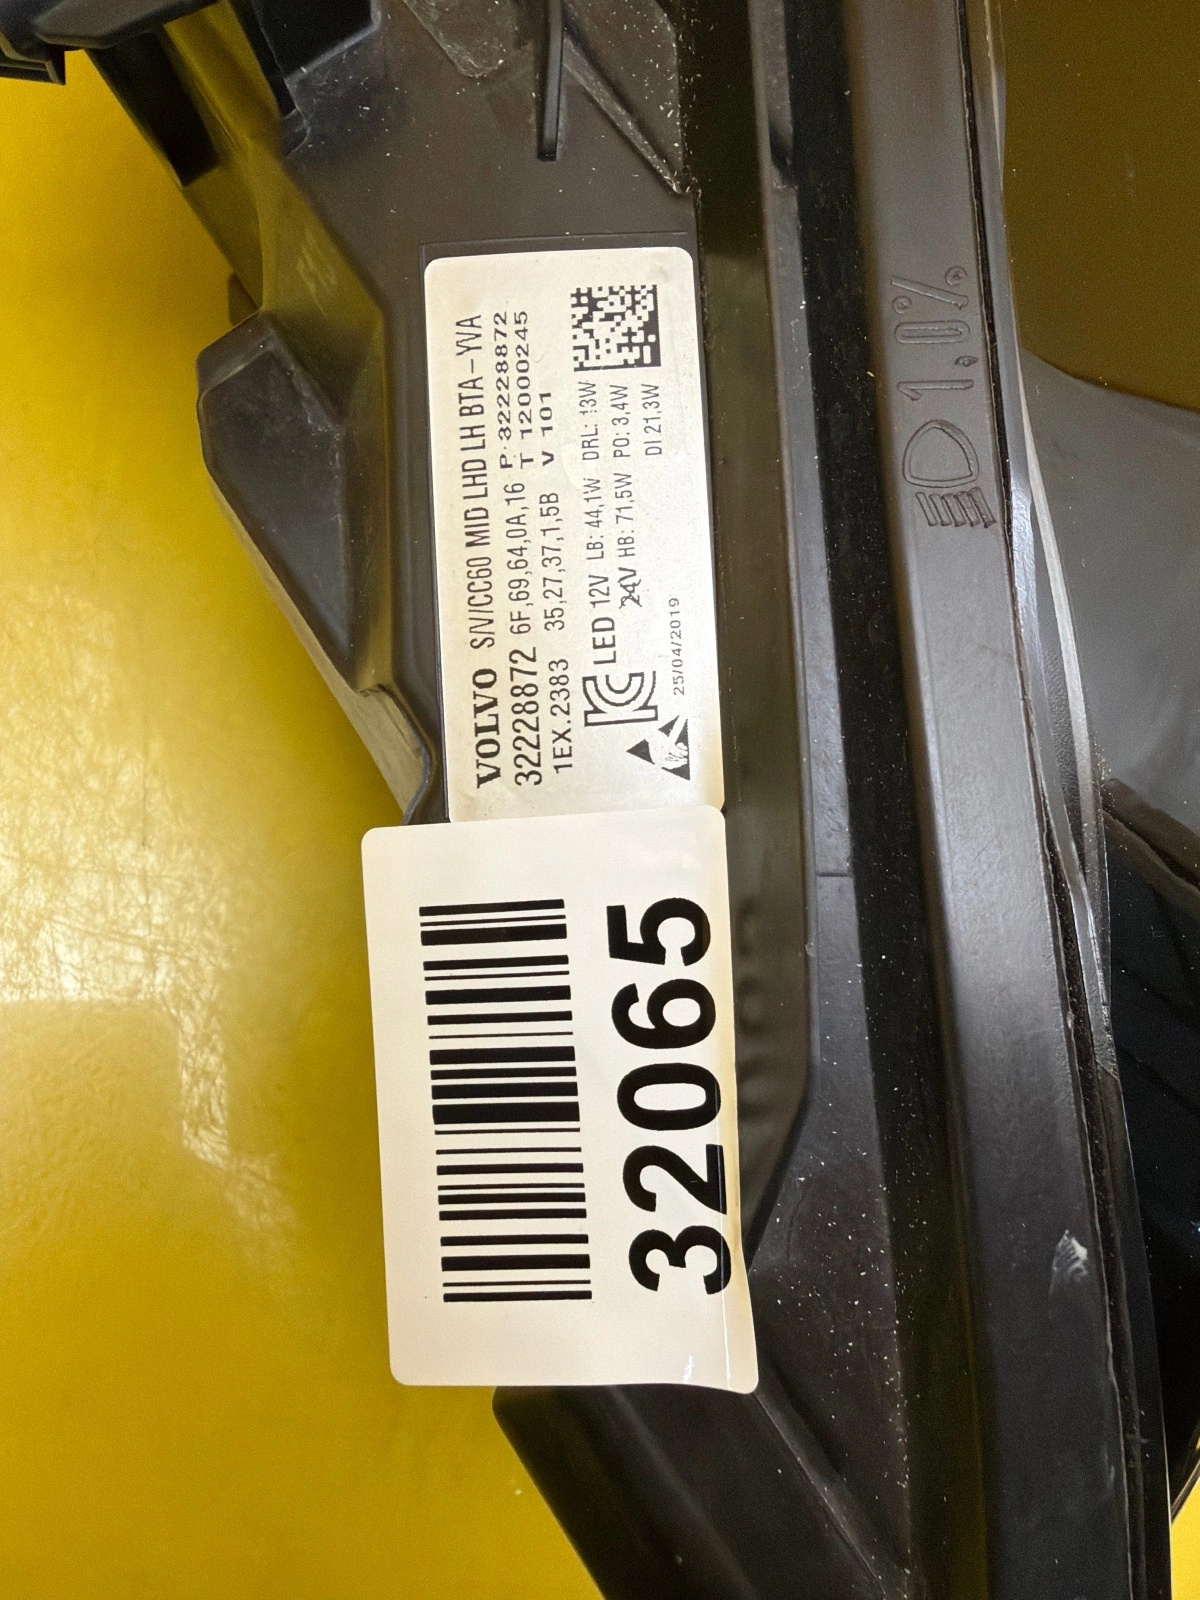 VOLVO S/V/CC60 MID LHD LH BTA-YVA
32228872 6F,69,64,0A,16 P·32228872
T 12000245
1EX.2383 35,27,37,1,5B V 101
LED 12V LB: 44,1W DRL: 13W
24V HB: 71,5W PO: 3,4W
DI 21,3W
25/04/2019
1,0%
32065